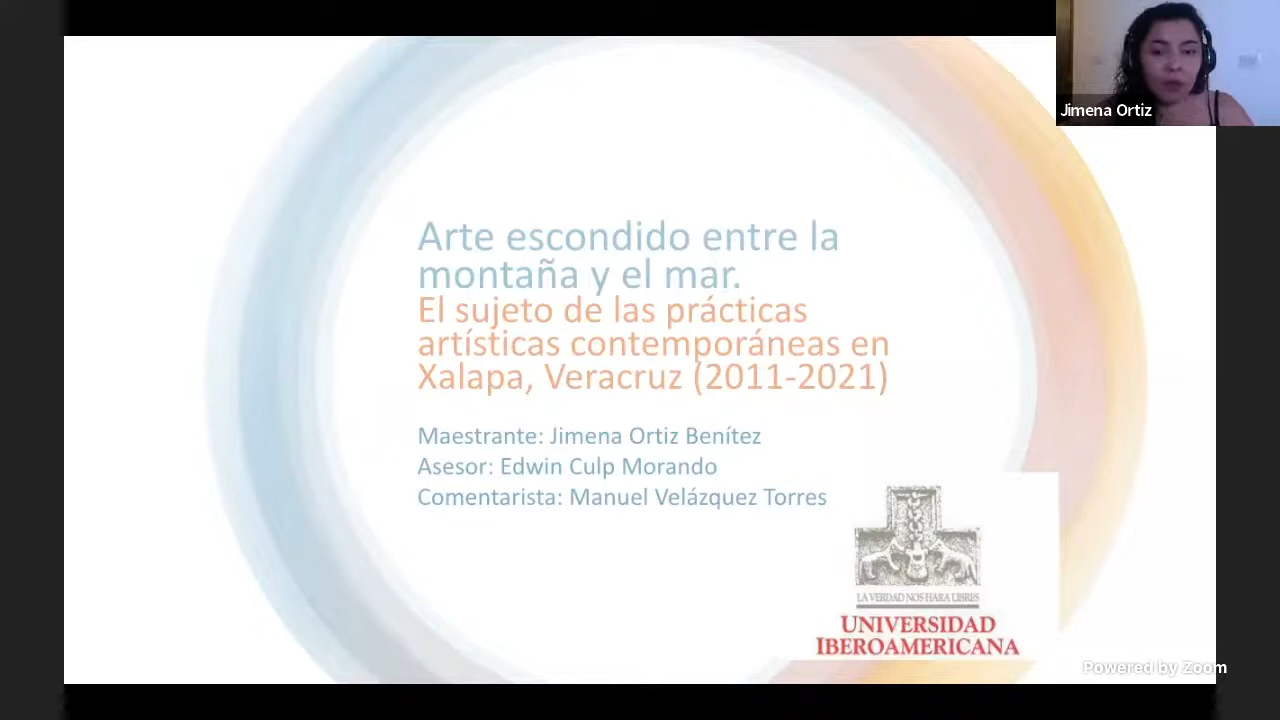 Jimena Ortiz
Arte escondido entre la
montaña y el mar.
El sujeto de las prácticas
artísticas contemporáneas en
Xalapa, Veracruz (2011-2021)
Maestrante: Jimena Ortiz Benítez
Asesor: Edwin Culp Morando
Comentarista: Manuel Velázquez Torres
LA VERDAD NOS HARA LIBRES
UNIVERSIDAD
IBEROAMERICANA
Powered by Zoom